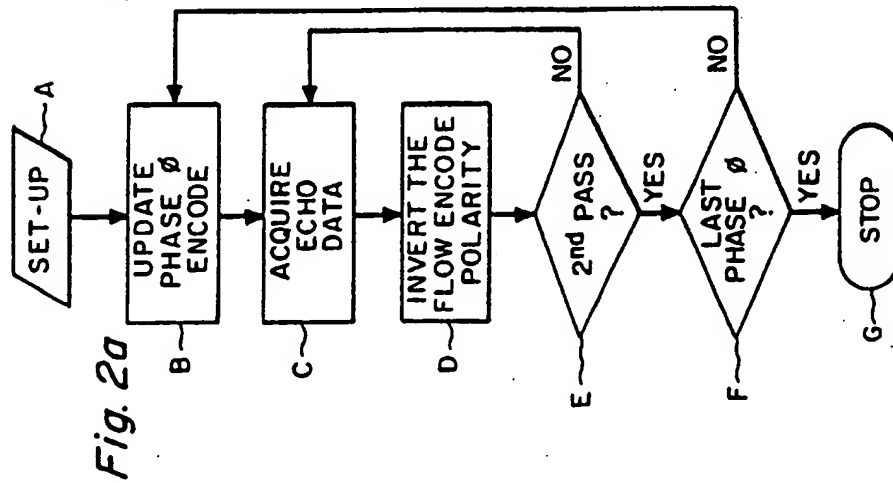 Fig. 2a
SET-UP
A
UPDATE
PHASE Ø
ENCODE
B
ACQUIRE
ECHO
DATA
C
INVERT THE
FLOW ENCODE
POLARITY
D
2nd PASS
?
E
NO
YES
LAST
PHASE Ø
?
F
NO
YES
STOP
G